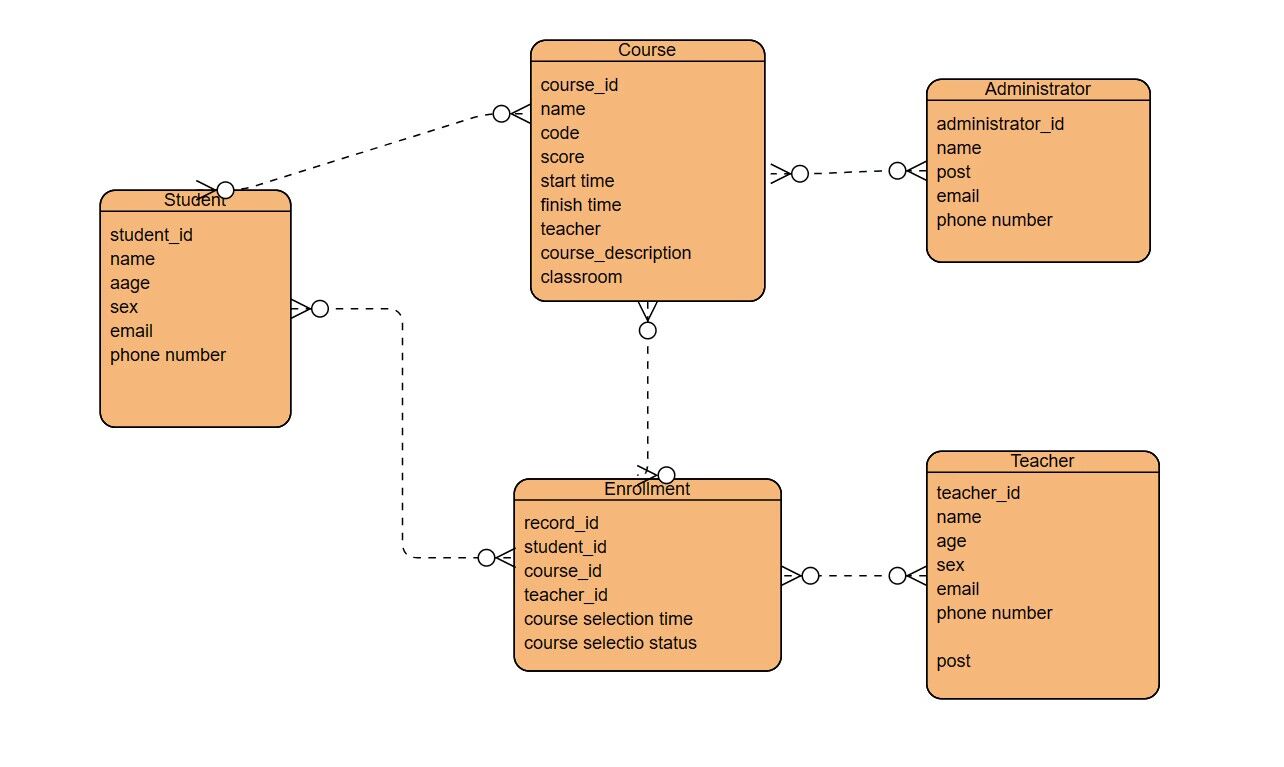 Course
course_id
name
code
score
start time
finish time
teacher
course_description
classroom
Administrator
administrator_id
name
post
email
phone number
Student
student_id
name
aage
sex
email
phone number
Enrollment
record_id
student_id
course_id
teacher_id
course selection time
course selectio status
Teacher
teacher_id
name
age
sex
email
phone number
post